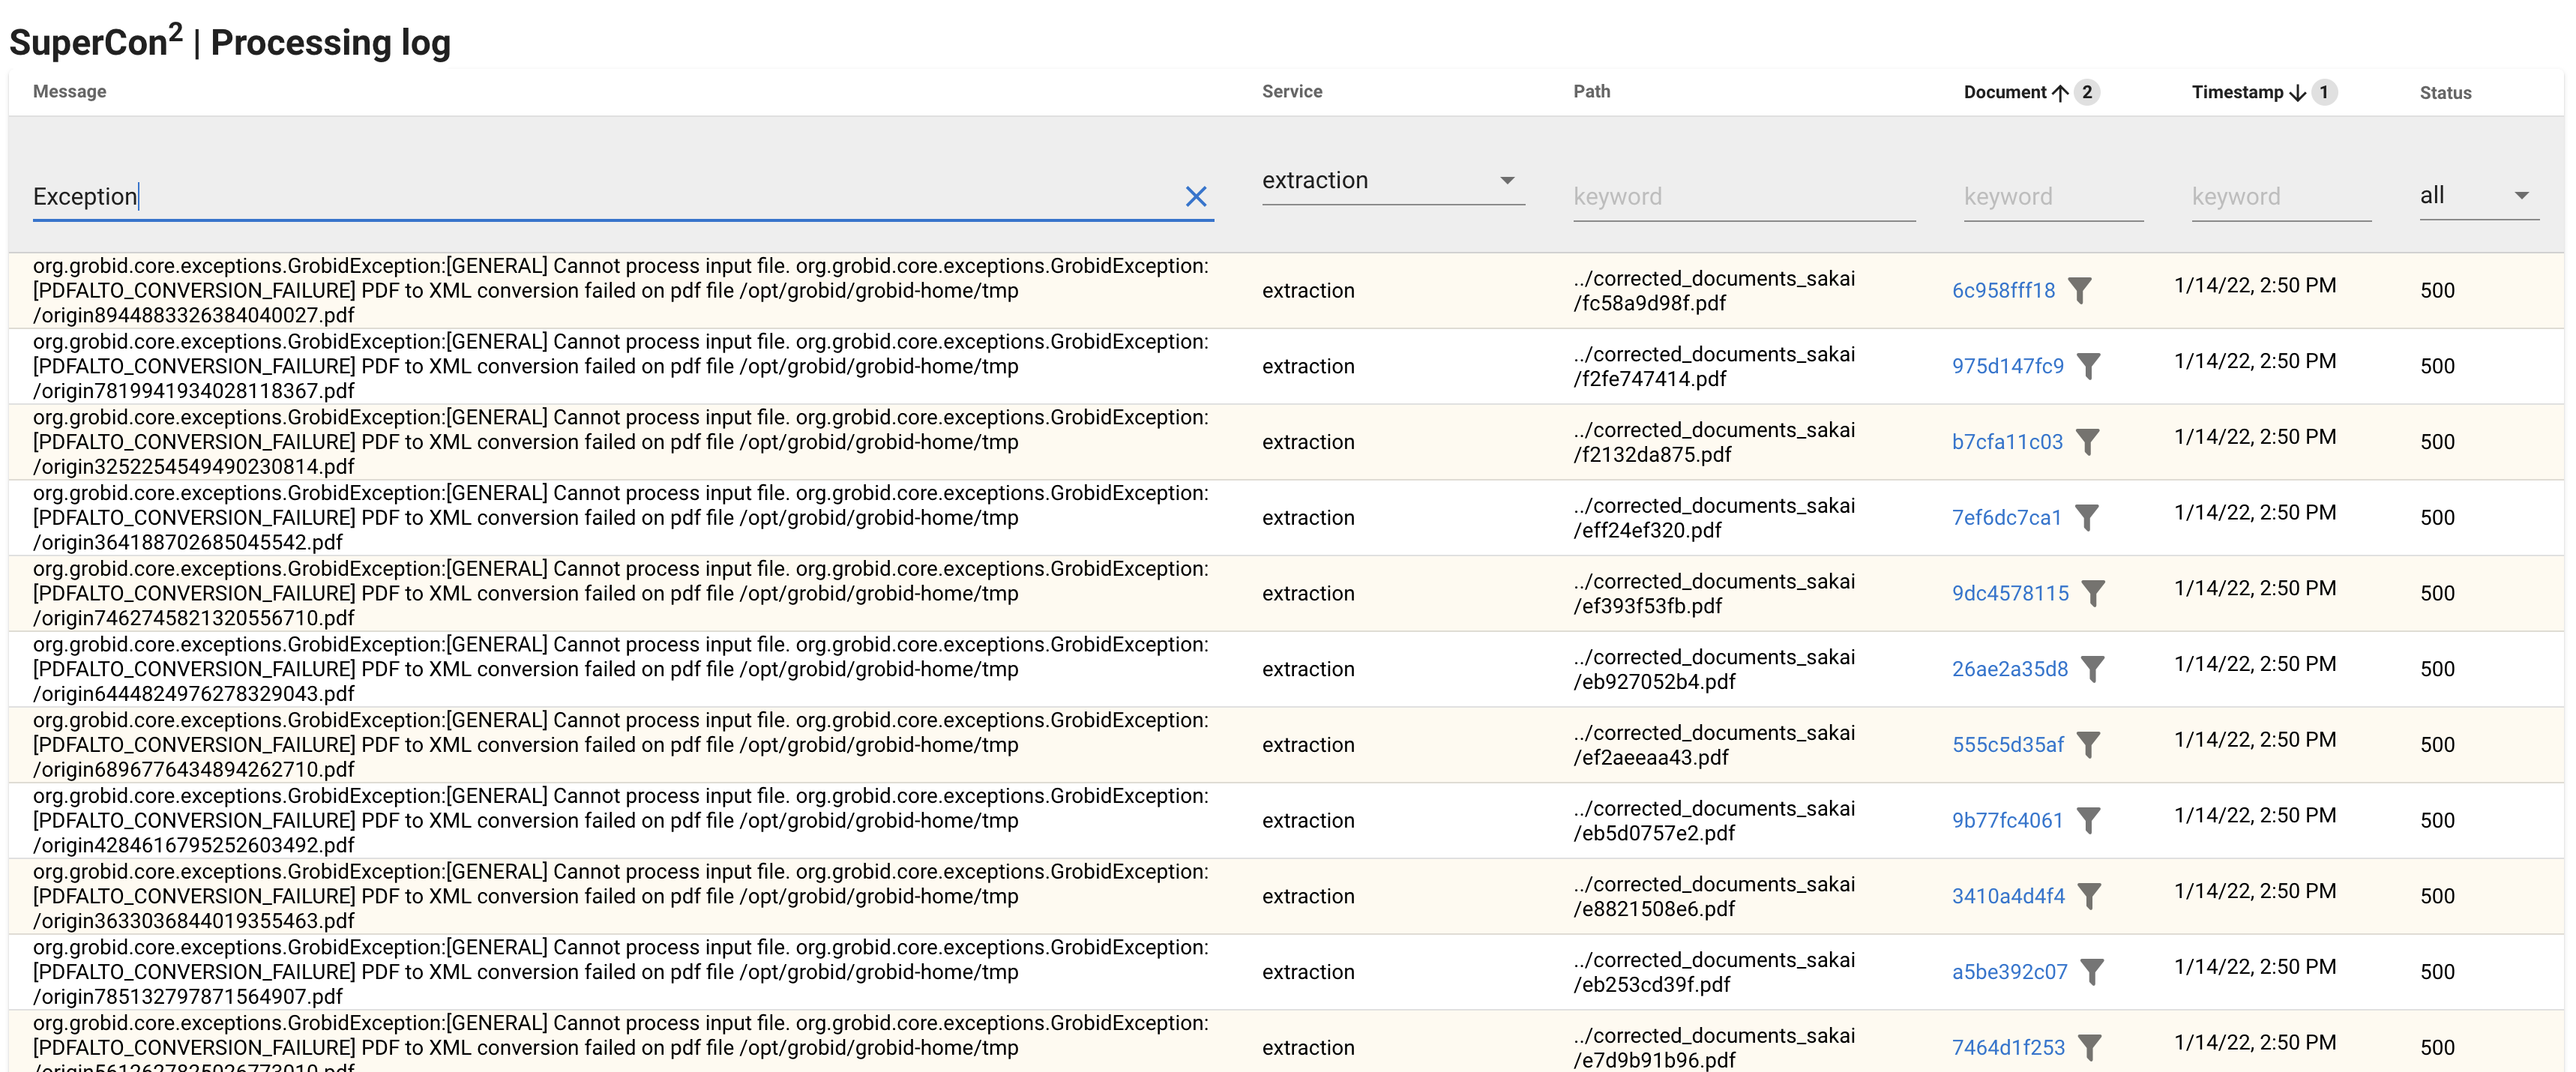 SuperCon2 | Processing log
Message Service Path Document 2 Timestamp 1 Status
Exception extraction keyword keyword keyword all
org.grobid.core.exceptions.GrobidException:[GENERAL] Cannot process input file. org.grobid.core.exceptions.GrobidException:
[PDFALTO_CONVERSION_FAILURE] PDF to XML conversion failed on pdf file /opt/grobid/grobid-home/tmp
/origin8944883326384040027.pdf
extraction
../corrected_documents_sakai
/fc58a9d98f.pdf
6c958fff18
1/14/22, 2:50 PM
500
org.grobid.core.exceptions.GrobidException:[GENERAL] Cannot process input file. org.grobid.core.exceptions.GrobidException:
[PDFALTO_CONVERSION_FAILURE] PDF to XML conversion failed on pdf file /opt/grobid/grobid-home/tmp
/origin7819941934028118367.pdf
extraction
../corrected_documents_sakai
/f2fe747414.pdf
975d147fc9
1/14/22, 2:50 PM
500
org.grobid.core.exceptions.GrobidException:[GENERAL] Cannot process input file. org.grobid.core.exceptions.GrobidException:
[PDFALTO_CONVERSION_FAILURE] PDF to XML conversion failed on pdf file /opt/grobid/grobid-home/tmp
/origin3252254549490230814.pdf
extraction
../corrected_documents_sakai
/f2132da875.pdf
b7cfa11c03
1/14/22, 2:50 PM
500
org.grobid.core.exceptions.GrobidException:[GENERAL] Cannot process input file. org.grobid.core.exceptions.GrobidException:
[PDFALTO_CONVERSION_FAILURE] PDF to XML conversion failed on pdf file /opt/grobid/grobid-home/tmp
/origin364188702685045542.pdf
extraction
../corrected_documents_sakai
/eff24ef320.pdf
7ef6dc7ca1
1/14/22, 2:50 PM
500
org.grobid.core.exceptions.GrobidException:[GENERAL] Cannot process input file. org.grobid.core.exceptions.GrobidException:
[PDFALTO_CONVERSION_FAILURE] PDF to XML conversion failed on pdf file /opt/grobid/grobid-home/tmp
/origin7462745821320556710.pdf
extraction
../corrected_documents_sakai
/ef393f53fb.pdf
9dc4578115
1/14/22, 2:50 PM
500
org.grobid.core.exceptions.GrobidException:[GENERAL] Cannot process input file. org.grobid.core.exceptions.GrobidException:
[PDFALTO_CONVERSION_FAILURE] PDF to XML conversion failed on pdf file /opt/grobid/grobid-home/tmp
/origin6444824976278329043.pdf
extraction
../corrected_documents_sakai
/eb927052b4.pdf
26ae2a35d8
1/14/22, 2:50 PM
500
org.grobid.core.exceptions.GrobidException:[GENERAL] Cannot process input file. org.grobid.core.exceptions.GrobidException:
[PDFALTO_CONVERSION_FAILURE] PDF to XML conversion failed on pdf file /opt/grobid/grobid-home/tmp
/origin6896776434894262710.pdf
extraction
../corrected_documents_sakai
/ef2aeeaa43.pdf
555c5d35af
1/14/22, 2:50 PM
500
org.grobid.core.exceptions.GrobidException:[GENERAL] Cannot process input file. org.grobid.core.exceptions.GrobidException:
[PDFALTO_CONVERSION_FAILURE] PDF to XML conversion failed on pdf file /opt/grobid/grobid-home/tmp
/origin4284616795252603492.pdf
extraction
../corrected_documents_sakai
/eb5d0757e2.pdf
9b77fc4061
1/14/22, 2:50 PM
500
org.grobid.core.exceptions.GrobidException:[GENERAL] Cannot process input file. org.grobid.core.exceptions.GrobidException:
[PDFALTO_CONVERSION_FAILURE] PDF to XML conversion failed on pdf file /opt/grobid/grobid-home/tmp
/origin3633036844019355463.pdf
extraction
../corrected_documents_sakai
/e8821508e6.pdf
3410a4d4f4
1/14/22, 2:50 PM
500
org.grobid.core.exceptions.GrobidException:[GENERAL] Cannot process input file. org.grobid.core.exceptions.GrobidException:
[PDFALTO_CONVERSION_FAILURE] PDF to XML conversion failed on pdf file /opt/grobid/grobid-home/tmp
/origin785132797871564907.pdf
extraction
../corrected_documents_sakai
/eb253cd39f.pdf
a5be392c07
1/14/22, 2:50 PM
500
org.grobid.core.exceptions.GrobidException:[GENERAL] Cannot process input file. org.grobid.core.exceptions.GrobidException:
[PDFALTO_CONVERSION_FAILURE] PDF to XML conversion failed on pdf file /opt/grobid/grobid-home/tmp
extraction
../corrected_documents_sakai
/e7d9b91b96.pdf
7464d1f253
1/14/22, 2:50 PM
500